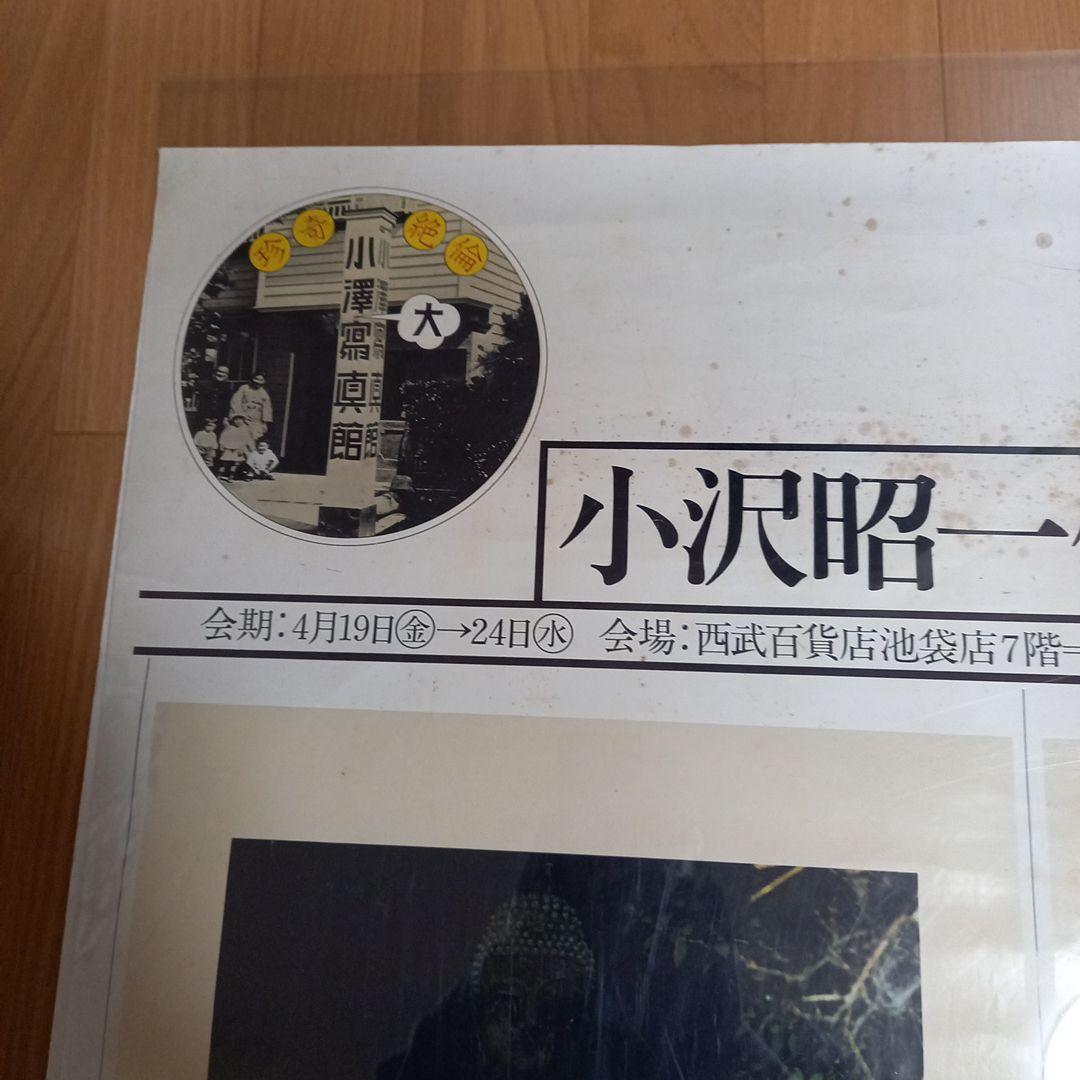 珍奇絶倫
小澤寫真館
大
小沢昭一
会期：4月19日㊎→24日㊌ 会場：西武百貨店池袋店7階